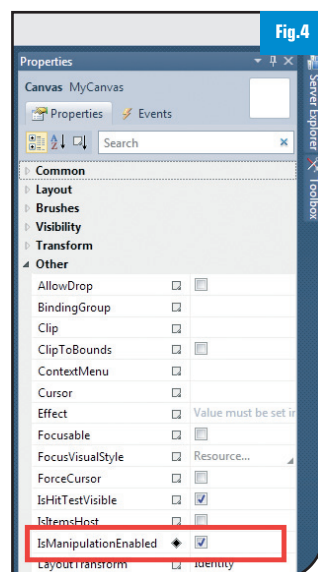 Fig.4
Properties
Canvas MyCanvas
Properties Events
Search
Common
Layout
Brushes
Visibility
Transform
Other
AllowDrop
BindingGroup
Clip
ClipToBounds
ContextMenu
Cursor
Effect Value must be set in
Focusable
FocusVisualStyle Resource...
ForceCursor
IsHitTestVisible
IsItemsHost
IsManipulationEnabled
LayoutTransform Identity
Server Explorer
Toolbox